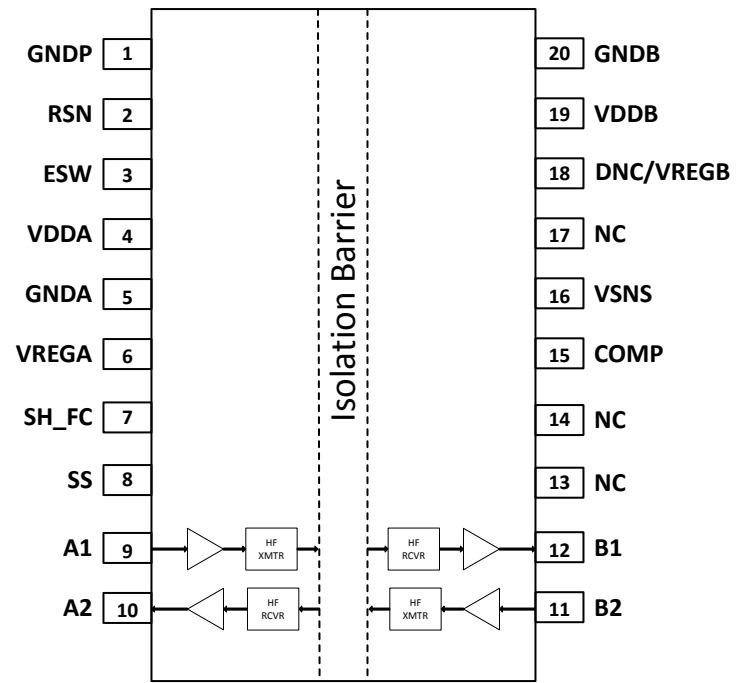 GNDP 1
RSN 2
ESW 3
VDDA 4
GNDA 5
VREGA 6
SH_FC 7
SS 8
A1 9
A2 10
HF
XMTR
HF
RCVR
Isolation Barrier
HF
RCVR
HF
XMTR
20 GNDB
19 VDDB
18 DNC/VREGB
17 NC
16 VSNS
15 COMP
14 NC
13 NC
12 B1
11 B2